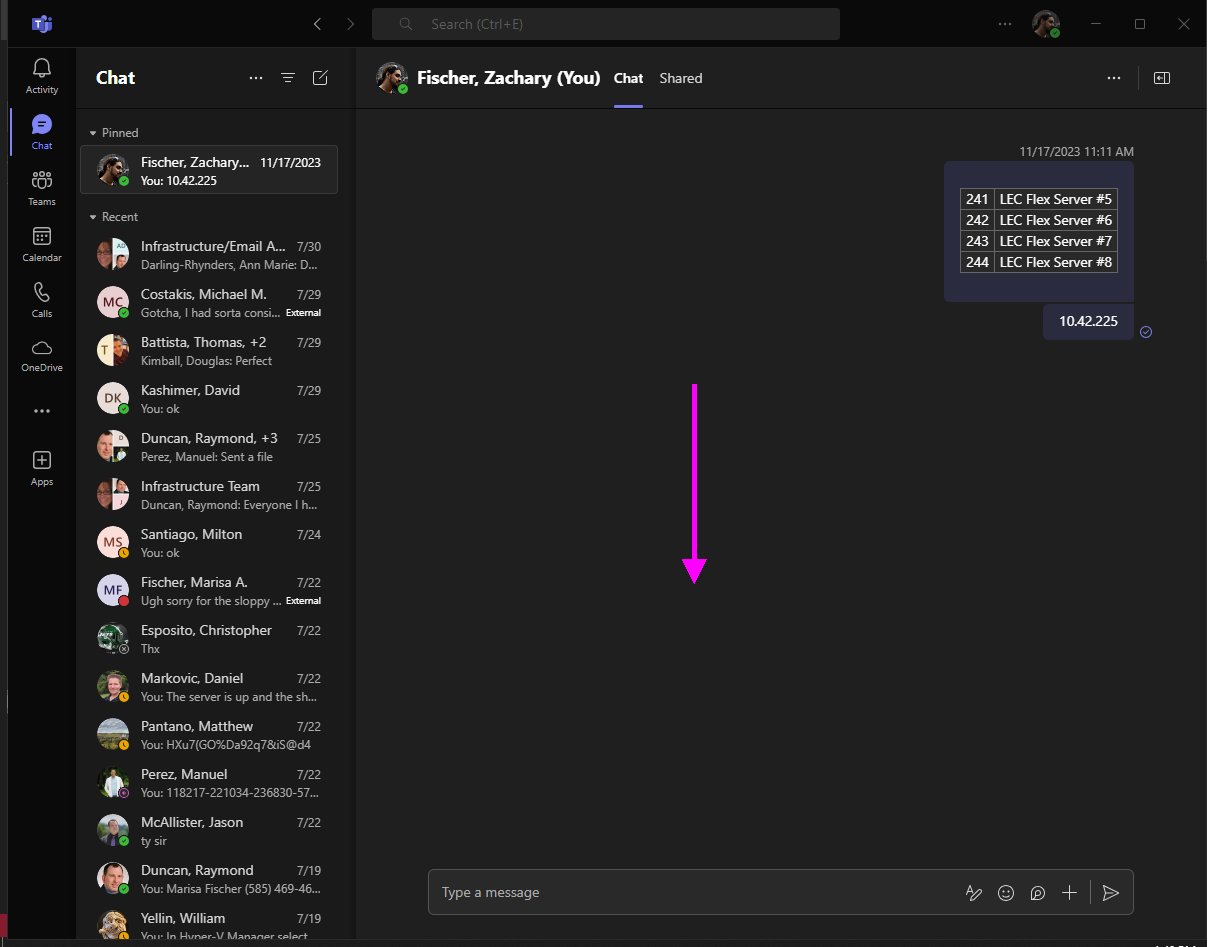 Search (Ctrl+E)
Activity
Chat
Teams
Calendar
Calls
OneDrive
Apps
Chat
Pinned
Fischer, Zachary... 11/17/2023
You: 10.42.225
Recent
Infrastructure/Email A... 7/30
Darling-Rhynders, Ann Marie: D...
MC
Costakis, Michael M. 7/29
Gotcha, I had sorta consi... External
T
Battista, Thomas, +2 7/29
Kimball, Douglas: Perfect
DK
Kashimer, David 7/29
You: ok
D
Duncan, Raymond, +3 7/25
Perez, Manuel: Sent a file
Infrastructure Team 7/25
Duncan, Raymond: Everyone I h...
MS
Santiago, Milton 7/24
You: ok
MF
Fischer, Marisa A. 7/22
Ugh sorry for the sloppy ... External
Esposito, Christopher 7/22
Thx
Markovic, Daniel 7/22
You: The server is up and the sh...
Pantano, Matthew 7/22
You: HXu7(GO%Da92q7&iS@d4
Perez, Manuel 7/22
You: 118217-221034-236830-57...
McAllister, Jason 7/22
ty sir
Duncan, Raymond 7/19
You: Marisa Fischer (585) 469-46...
Yellin, William 7/19
You: In Hyper-V Manager select
Fischer, Zachary (You) Chat Shared
11/17/2023 11:11 AM
241 LEC Flex Server #5
242 LEC Flex Server #6
243 LEC Flex Server #7
244 LEC Flex Server #8
10.42.225
Type a message